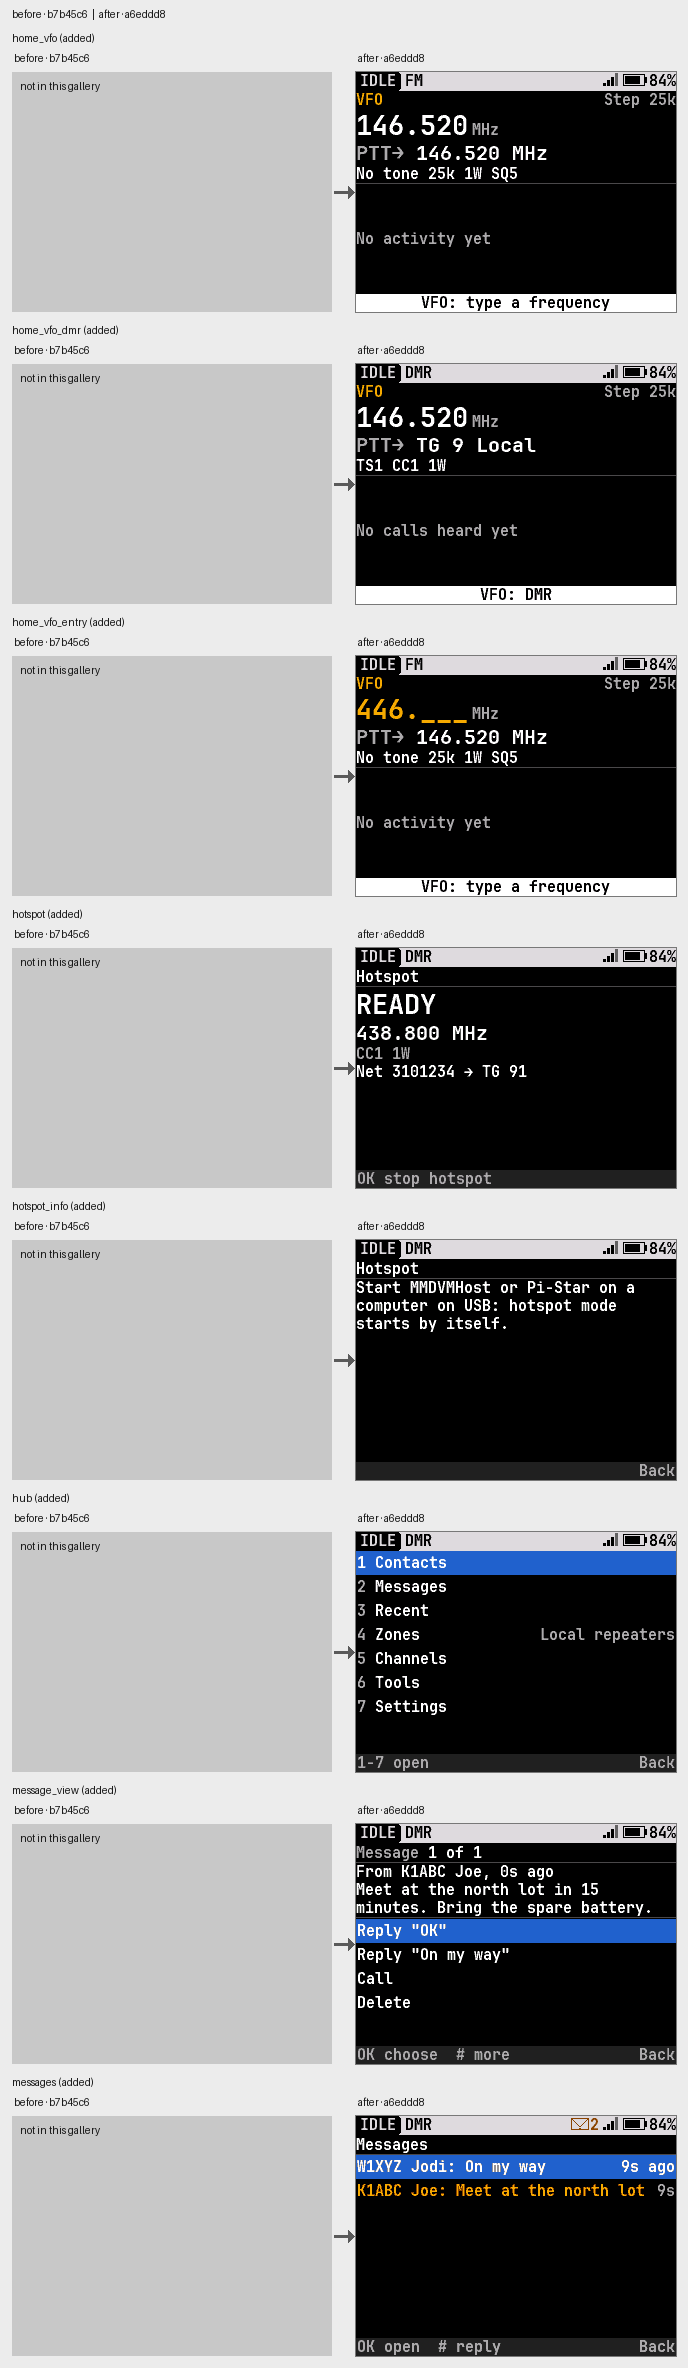 before · b7b45c6 | after · a6eddd8
home_vfo (added)
before · b7b45c6
after · a6eddd8
not in this gallery
IDLE FM 84%
VFO Step 25k
146.520 MHz
PTT→ 146.520 MHz
No tone 25k 1W SQ5
No activity yet
VFO: type a frequency
home_vfo_dmr (added)
before · b7b45c6
after · a6eddd8
not in this gallery
IDLE DMR 84%
VFO Step 25k
146.520 MHz
PTT→ TG 9 Local
TS1 CC1 1W
No calls heard yet
VFO: DMR
home_vfo_entry (added)
before · b7b45c6
after · a6eddd8
not in this gallery
IDLE FM 84%
VFO Step 25k
446.___ MHz
PTT→ 146.520 MHz
No tone 25k 1W SQ5
No activity yet
VFO: type a frequency
hotspot (added)
before · b7b45c6
after · a6eddd8
not in this gallery
IDLE DMR 84%
Hotspot
READY
438.800 MHz
CC1 1W
Net 3101234 → TG 91
OK stop hotspot
hotspot_info (added)
before · b7b45c6
after · a6eddd8
not in this gallery
IDLE DMR 84%
Hotspot
Start MMDVMHost or Pi-Star on a
computer on USB: hotspot mode
starts by itself.
Back
hub (added)
before · b7b45c6
after · a6eddd8
not in this gallery
IDLE DMR 84%
1 Contacts
2 Messages
3 Recent
4 Zones Local repeaters
5 Channels
6 Tools
7 Settings
1-7 open Back
message_view (added)
before · b7b45c6
after · a6eddd8
not in this gallery
IDLE DMR 84%
Message 1 of 1
From K1ABC Joe, 0s ago
Meet at the north lot in 15
minutes. Bring the spare battery.
Reply "OK"
Reply "On my way"
Call
Delete
OK choose # more Back
messages (added)
before · b7b45c6
after · a6eddd8
not in this gallery
IDLE DMR 2 84%
Messages
W1XYZ Jodi: On my way 9s ago
K1ABC Joe: Meet at the north lot 9s
OK open # reply Back